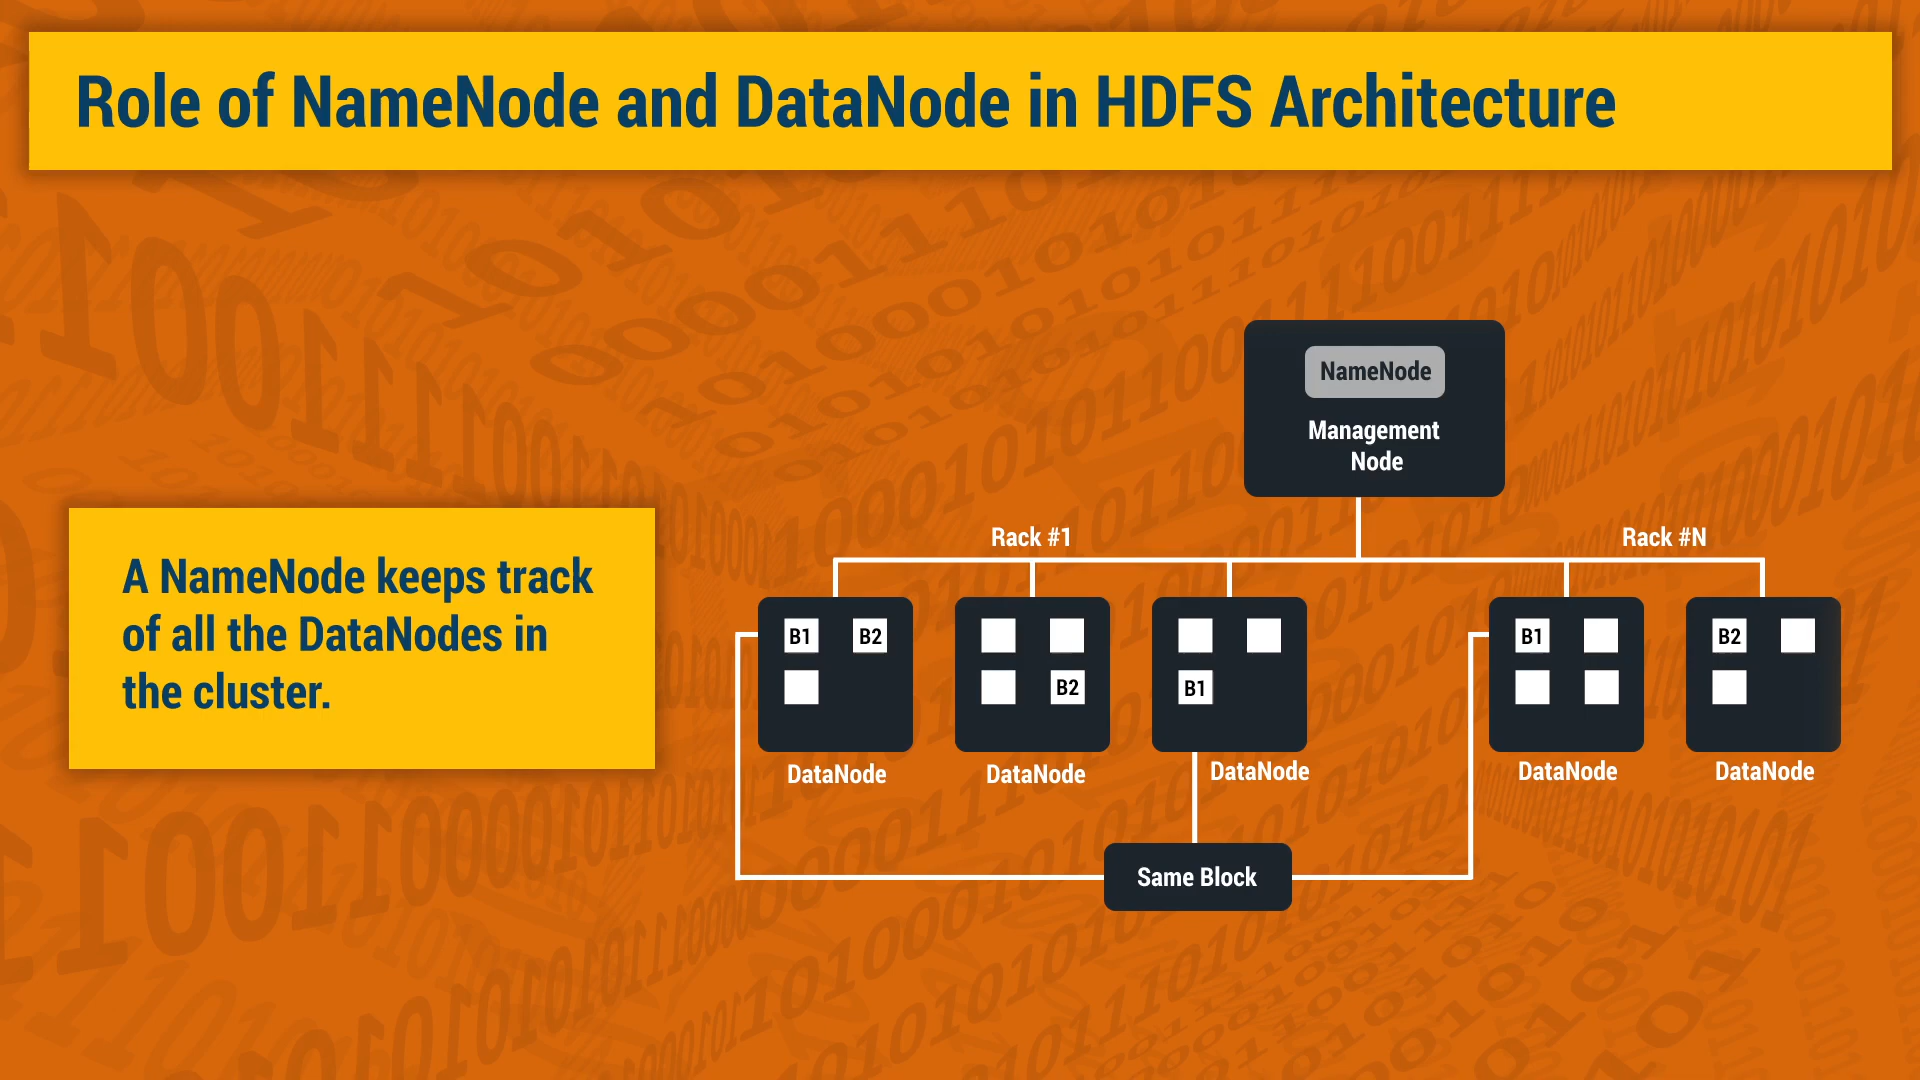 Role of NameNode and DataNode in HDFS Architecture
NameNode
Management
Node
Rack #1
Rack #N
A NameNode keeps track
of all the DataNodes in
the cluster.
B1 B2
B2
B1
B1
B2
DataNode
DataNode
DataNode
DataNode
DataNode
Same Block